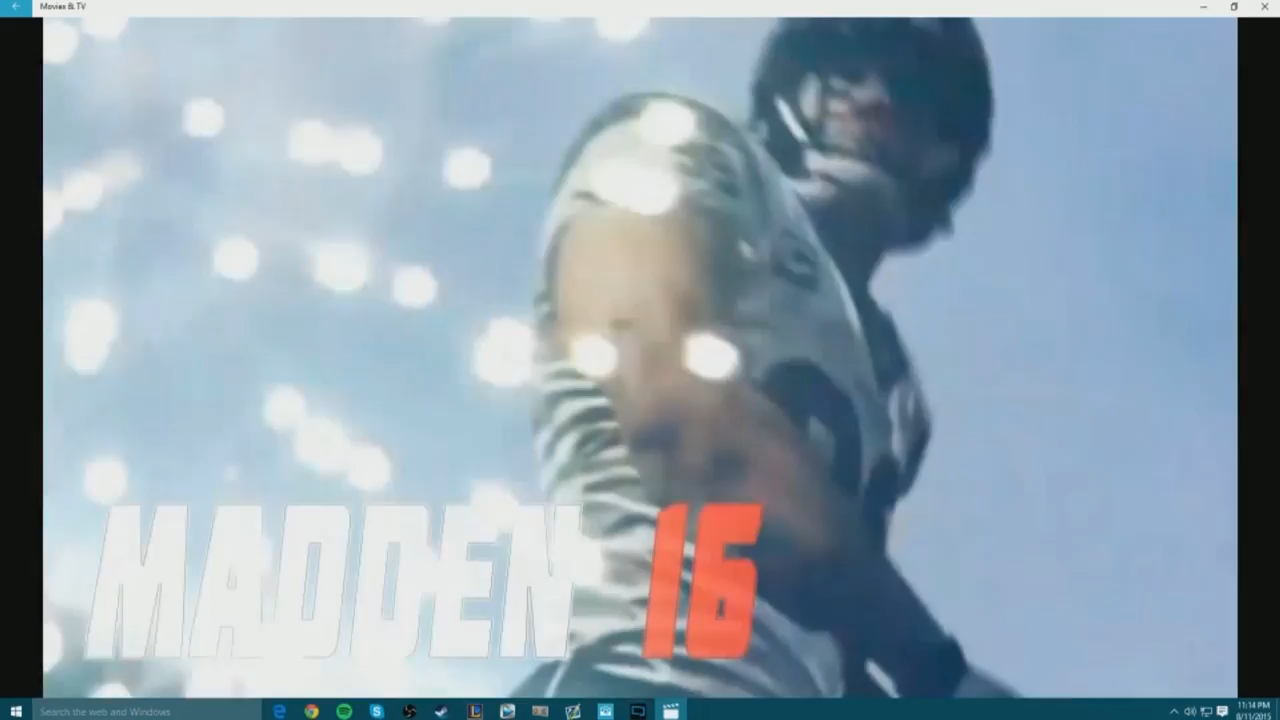 Movies & TV
MADDEN 16
Search the web and Windows
11:14 PM
8/11/2015